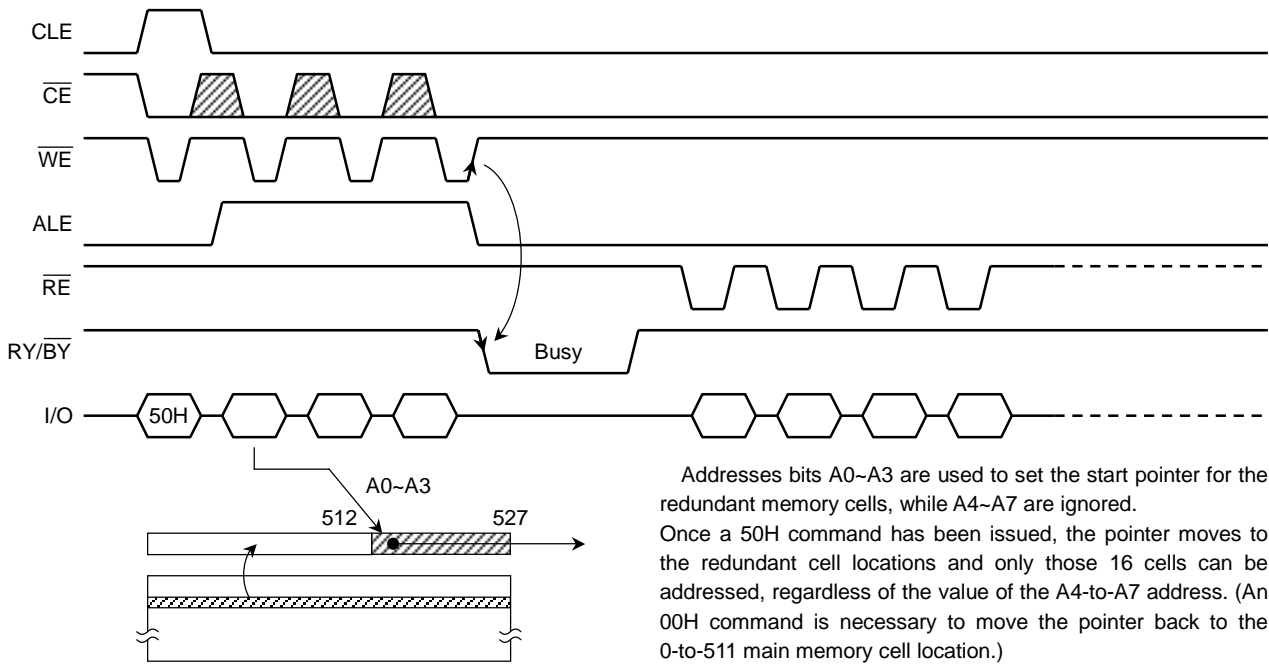 CLE
CE
WE
ALE
RE
RY/BY
Busy
I/O
50H
A0~A3
512
527
Addresses bits A0~A3 are used to set the start pointer for the
redundant memory cells, while A4~A7 are ignored.
Once a 50H command has been issued, the pointer moves to
the redundant cell locations and only those 16 cells can be
addressed, regardless of the value of the A4-to-A7 address. (An
00H command is necessary to move the pointer back to the
0-to-511 main memory cell location.)